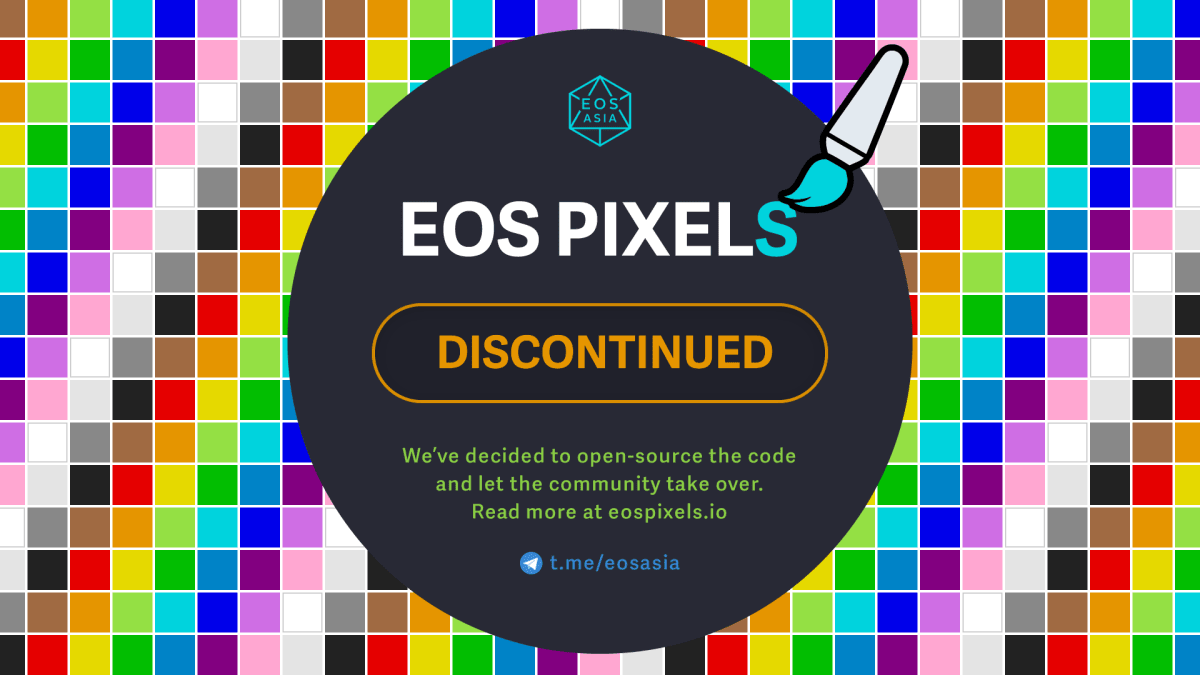 EOS
ASIA
EOS PIXELS
DISCONTINUED
We’ve decided to open-source the code
and let the community take over.
Read more at eospixels.io
t.me/eosasia